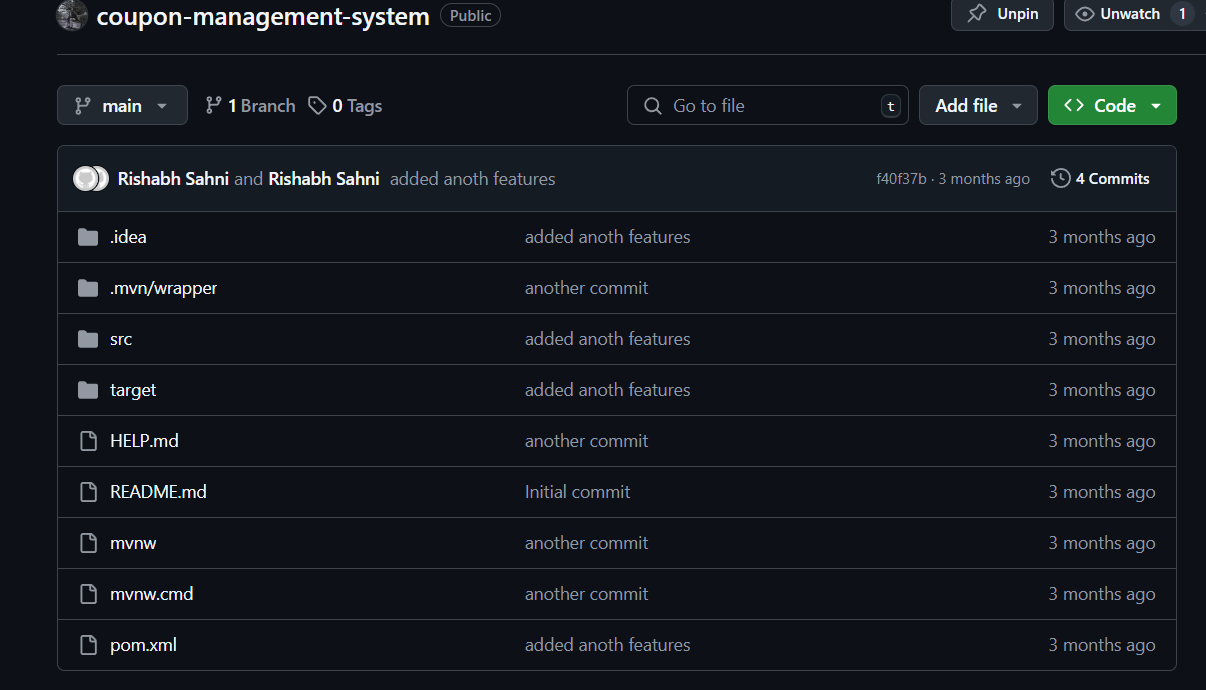 coupon-management-system Public Unpin Unwatch 1
main 1 Branch 0 Tags Go to file t Add file Code
Rishabh Sahni and Rishabh Sahni added anoth features f40f37b · 3 months ago 4 Commits
.idea added anoth features 3 months ago
.mvn/wrapper another commit 3 months ago
src added anoth features 3 months ago
target added anoth features 3 months ago
HELP.md another commit 3 months ago
README.md Initial commit 3 months ago
mvnw another commit 3 months ago
mvnw.cmd another commit 3 months ago
pom.xml added anoth features 3 months ago